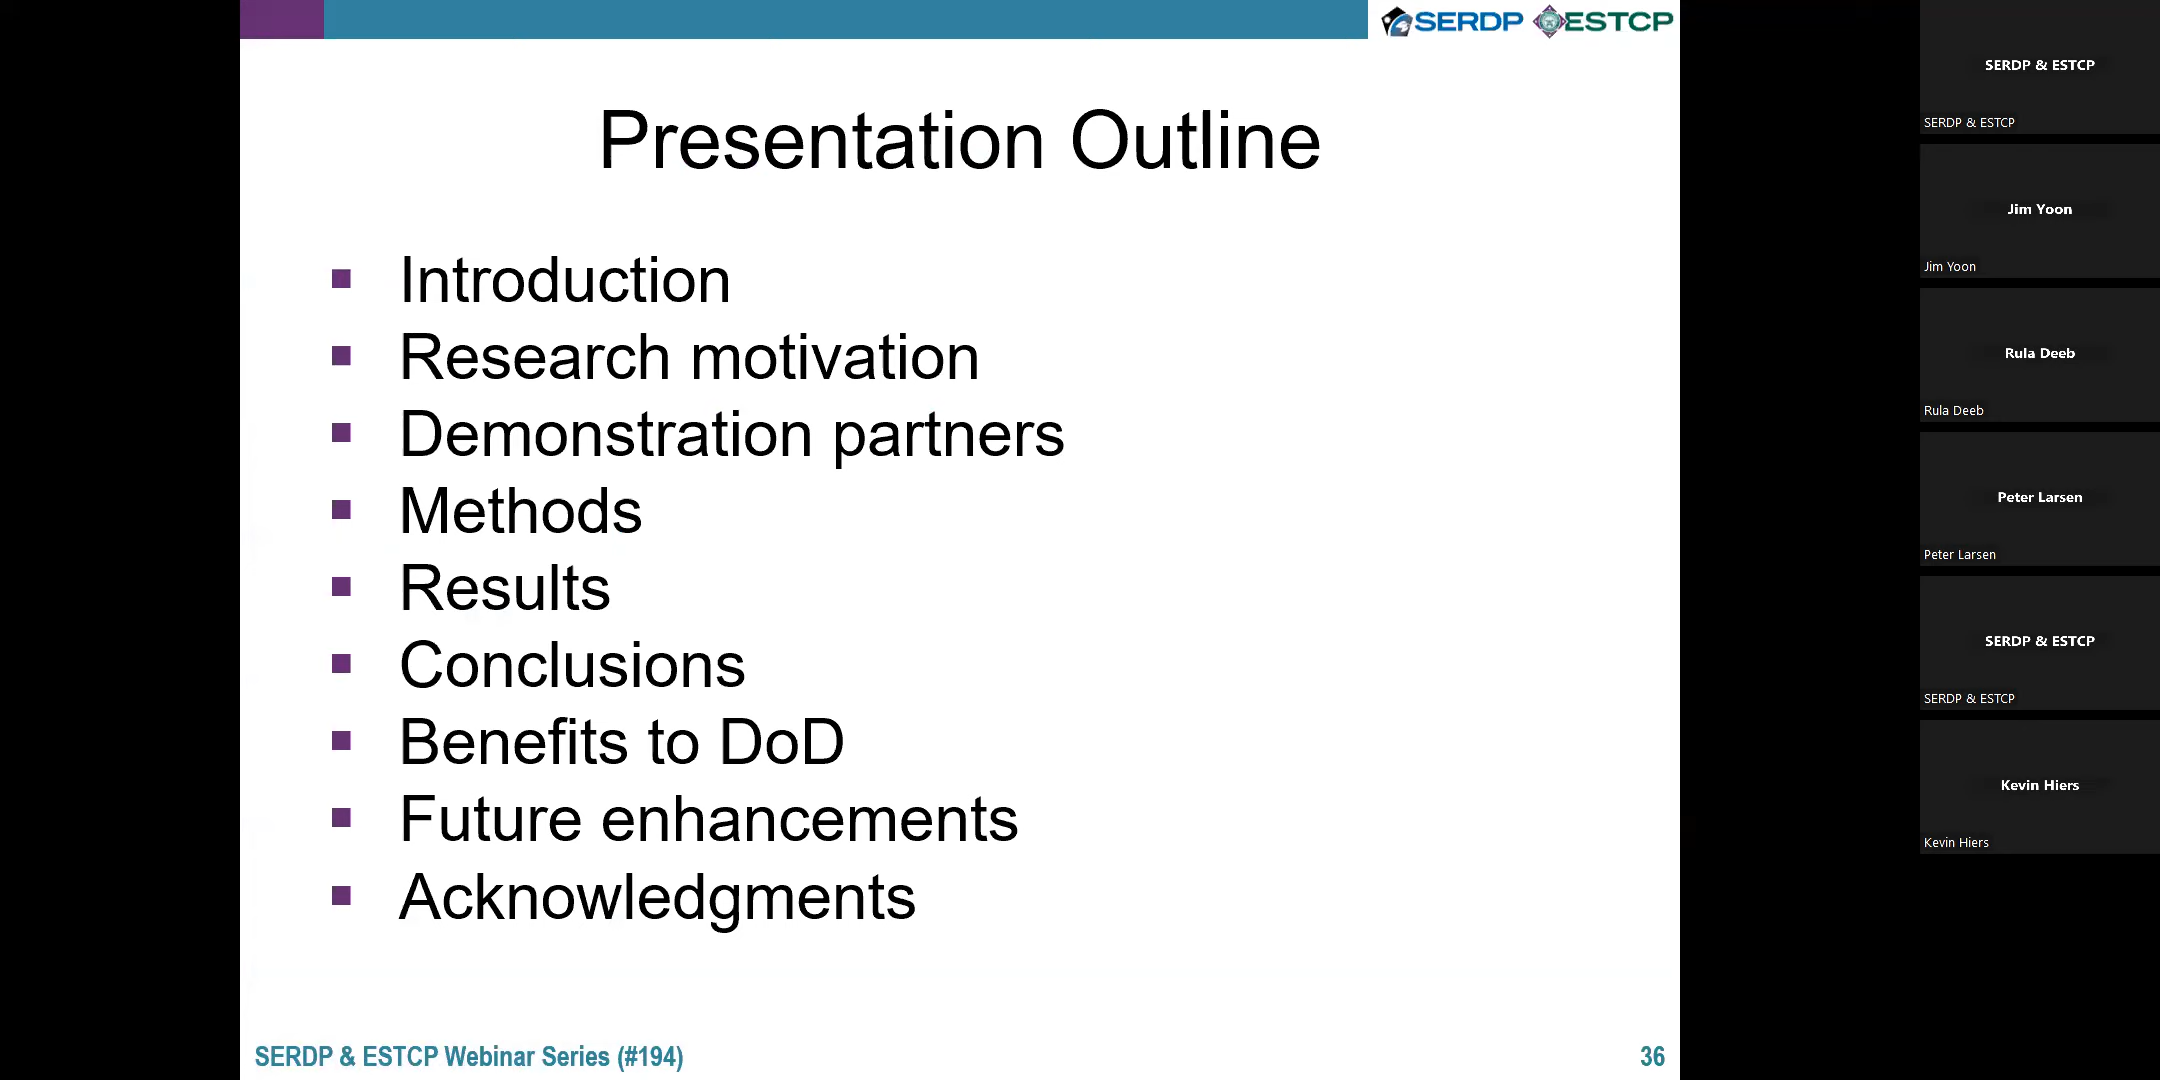 SERDP ESTCP
Presentation Outline
▪ Introduction
▪ Research motivation
▪ Demonstration partners
▪ Methods
▪ Results
▪ Conclusions
▪ Benefits to DoD
▪ Future enhancements
▪ Acknowledgments
SERDP & ESTCP Webinar Series (#194)
36
SERDP & ESTCP
SERDP & ESTCP
Jim Yoon
Jim Yoon
Rula Deeb
Rula Deeb
Peter Larsen
Peter Larsen
SERDP & ESTCP
SERDP & ESTCP
Kevin Hiers
Kevin Hiers